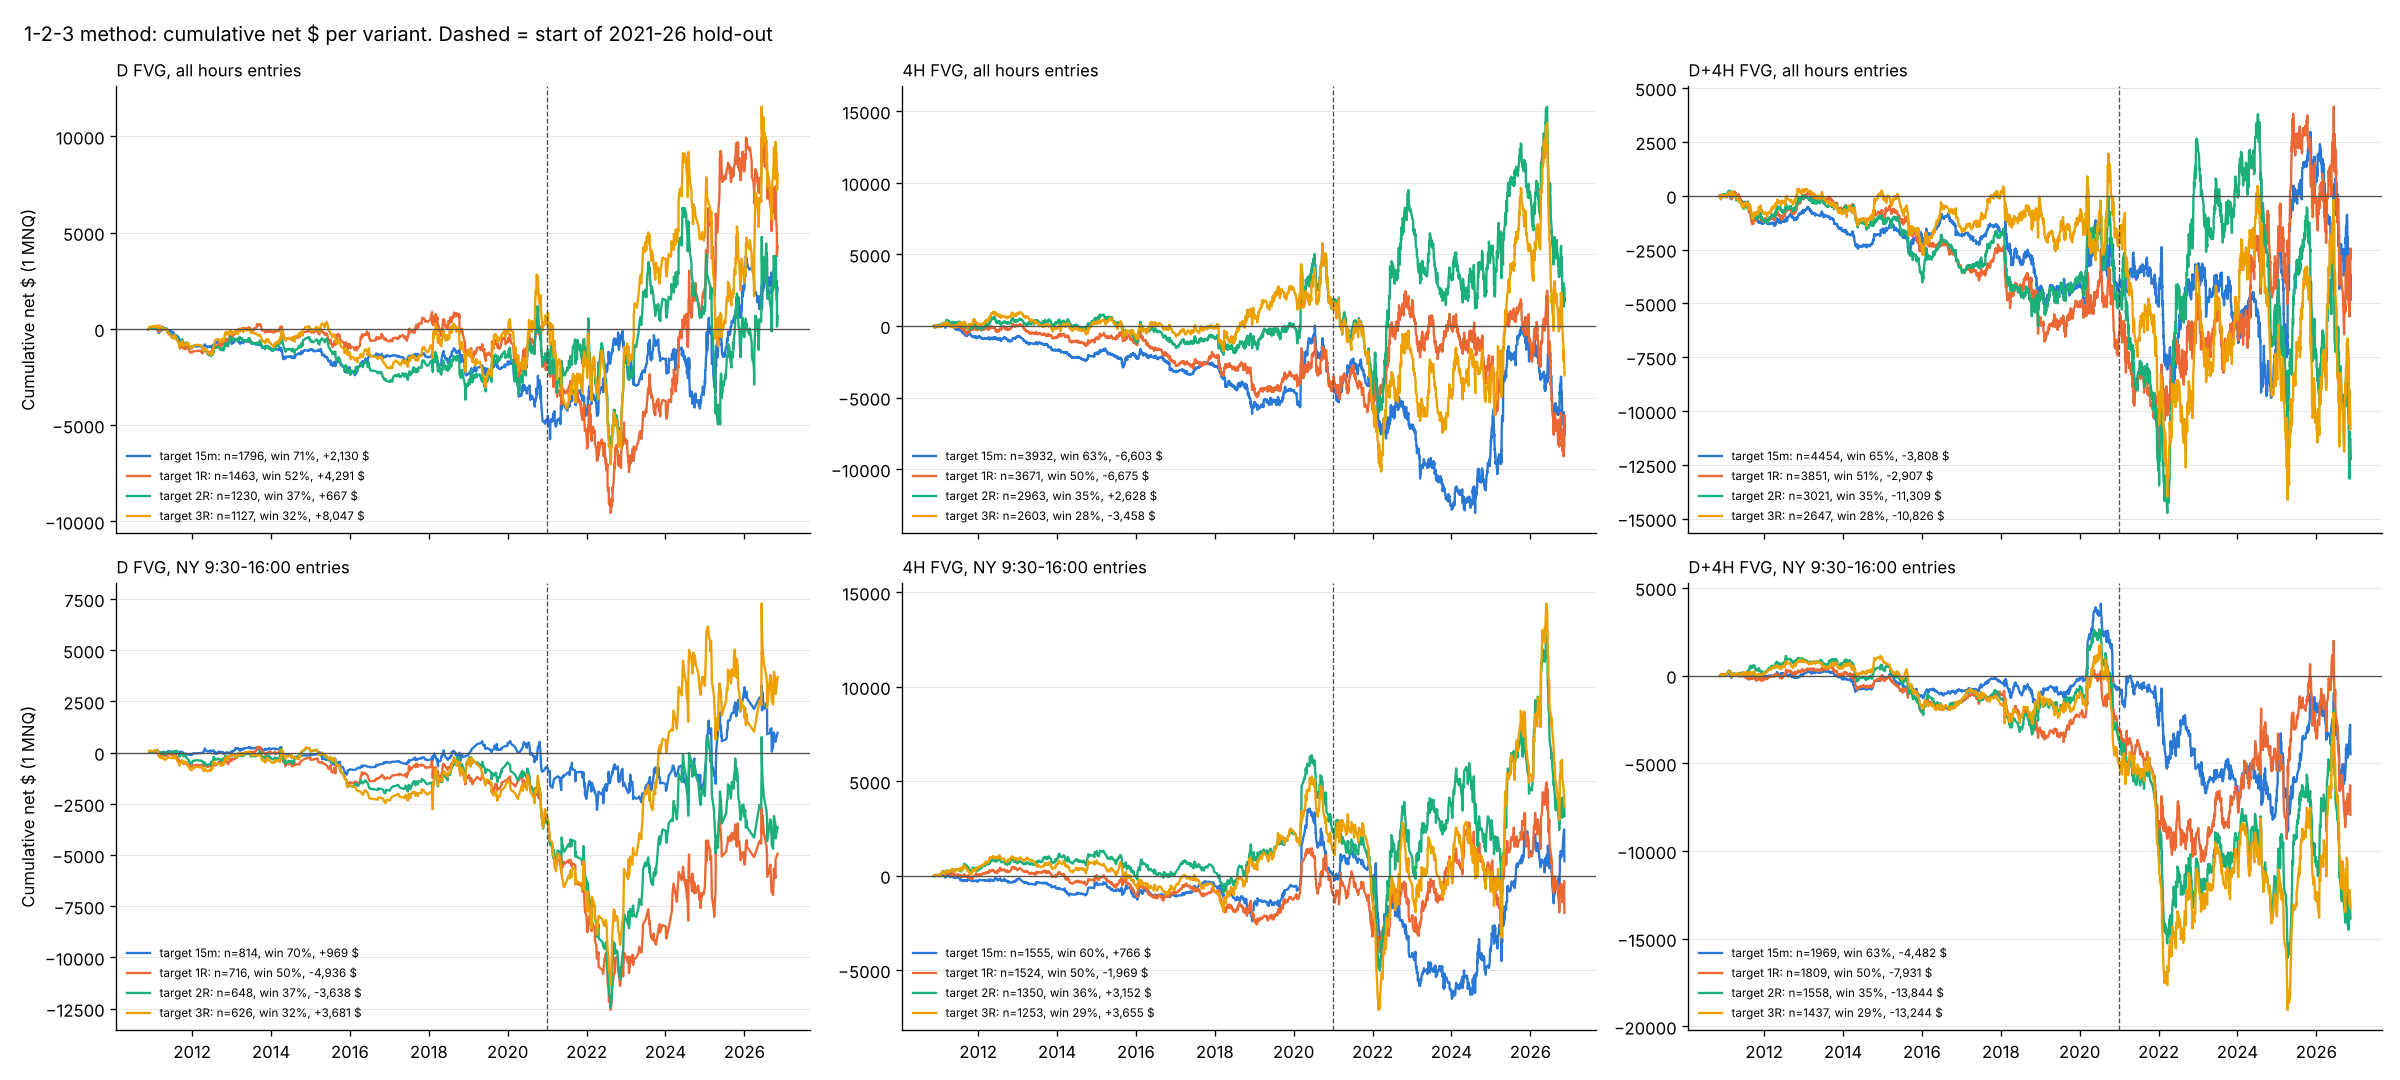 1-2-3 method: cumulative net $ per variant. Dashed = start of 2021-26 hold-out
D FVG, all hours entries
Cumulative net $ (1 MNQ)
10000
5000
0
−5000
−10000
target 15m: n=1796, win 71%, +2,130 $
target 1R: n=1463, win 52%, +4,291 $
target 2R: n=1230, win 37%, +667 $
target 3R: n=1127, win 32%, +8,047 $
4H FVG, all hours entries
15000
10000
5000
0
−5000
−10000
target 15m: n=3932, win 63%, -6,603 $
target 1R: n=3671, win 50%, -6,675 $
target 2R: n=2963, win 35%, +2,628 $
target 3R: n=2603, win 28%, -3,458 $
D+4H FVG, all hours entries
5000
2500
0
−2500
−5000
−7500
−10000
−12500
−15000
target 15m: n=4454, win 65%, -3,808 $
target 1R: n=3851, win 51%, -2,907 $
target 2R: n=3021, win 35%, -11,309 $
target 3R: n=2647, win 28%, -10,826 $
D FVG, NY 9:30-16:00 entries
Cumulative net $ (1 MNQ)
7500
5000
2500
0
−2500
−5000
−7500
−10000
−12500
target 15m: n=814, win 70%, +969 $
target 1R: n=716, win 50%, -4,936 $
target 2R: n=648, win 37%, -3,638 $
target 3R: n=626, win 32%, +3,681 $
2012 2014 2016 2018 2020 2022 2024 2026
4H FVG, NY 9:30-16:00 entries
15000
10000
5000
0
−5000
target 15m: n=1555, win 60%, +766 $
target 1R: n=1524, win 50%, -1,969 $
target 2R: n=1350, win 36%, +3,152 $
target 3R: n=1253, win 29%, +3,655 $
2012 2014 2016 2018 2020 2022 2024 2026
D+4H FVG, NY 9:30-16:00 entries
5000
0
−5000
−10000
−15000
−20000
target 15m: n=1969, win 63%, -4,482 $
target 1R: n=1809, win 50%, -7,931 $
target 2R: n=1558, win 35%, -13,844 $
target 3R: n=1437, win 29%, -13,244 $
2012 2014 2016 2018 2020 2022 2024 2026